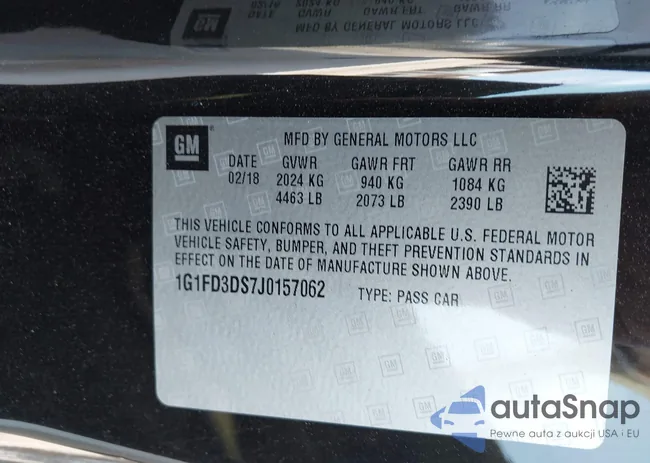 GM MFD BY GENERAL MOTORS LLC
DATE GVWR GAWR FRT GAWR RR
02/18 2024 KG 940 KG 1084 KG
4463 LB 2073 LB 2390 LB
THIS VEHICLE CONFORMS TO ALL APPLICABLE U.S. FEDERAL MOTOR
VEHICLE SAFETY, BUMPER, AND THEFT PREVENTION STANDARDS IN
EFFECT ON THE DATE OF MANUFACTURE SHOWN ABOVE.
1G1FD3DS7J0157062 TYPE: PASS CAR
autaSnap
Pewne auta z aukcji USA i EU